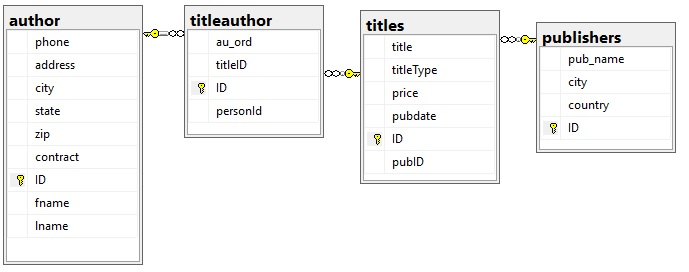 author
phone
address
city
state
zip
contract
ID
fname
lname
titleauthor
au_ord
titleID
ID
personId
titles
title
titleType
price
pubdate
ID
pubID
publishers
pub_name
city
country
ID